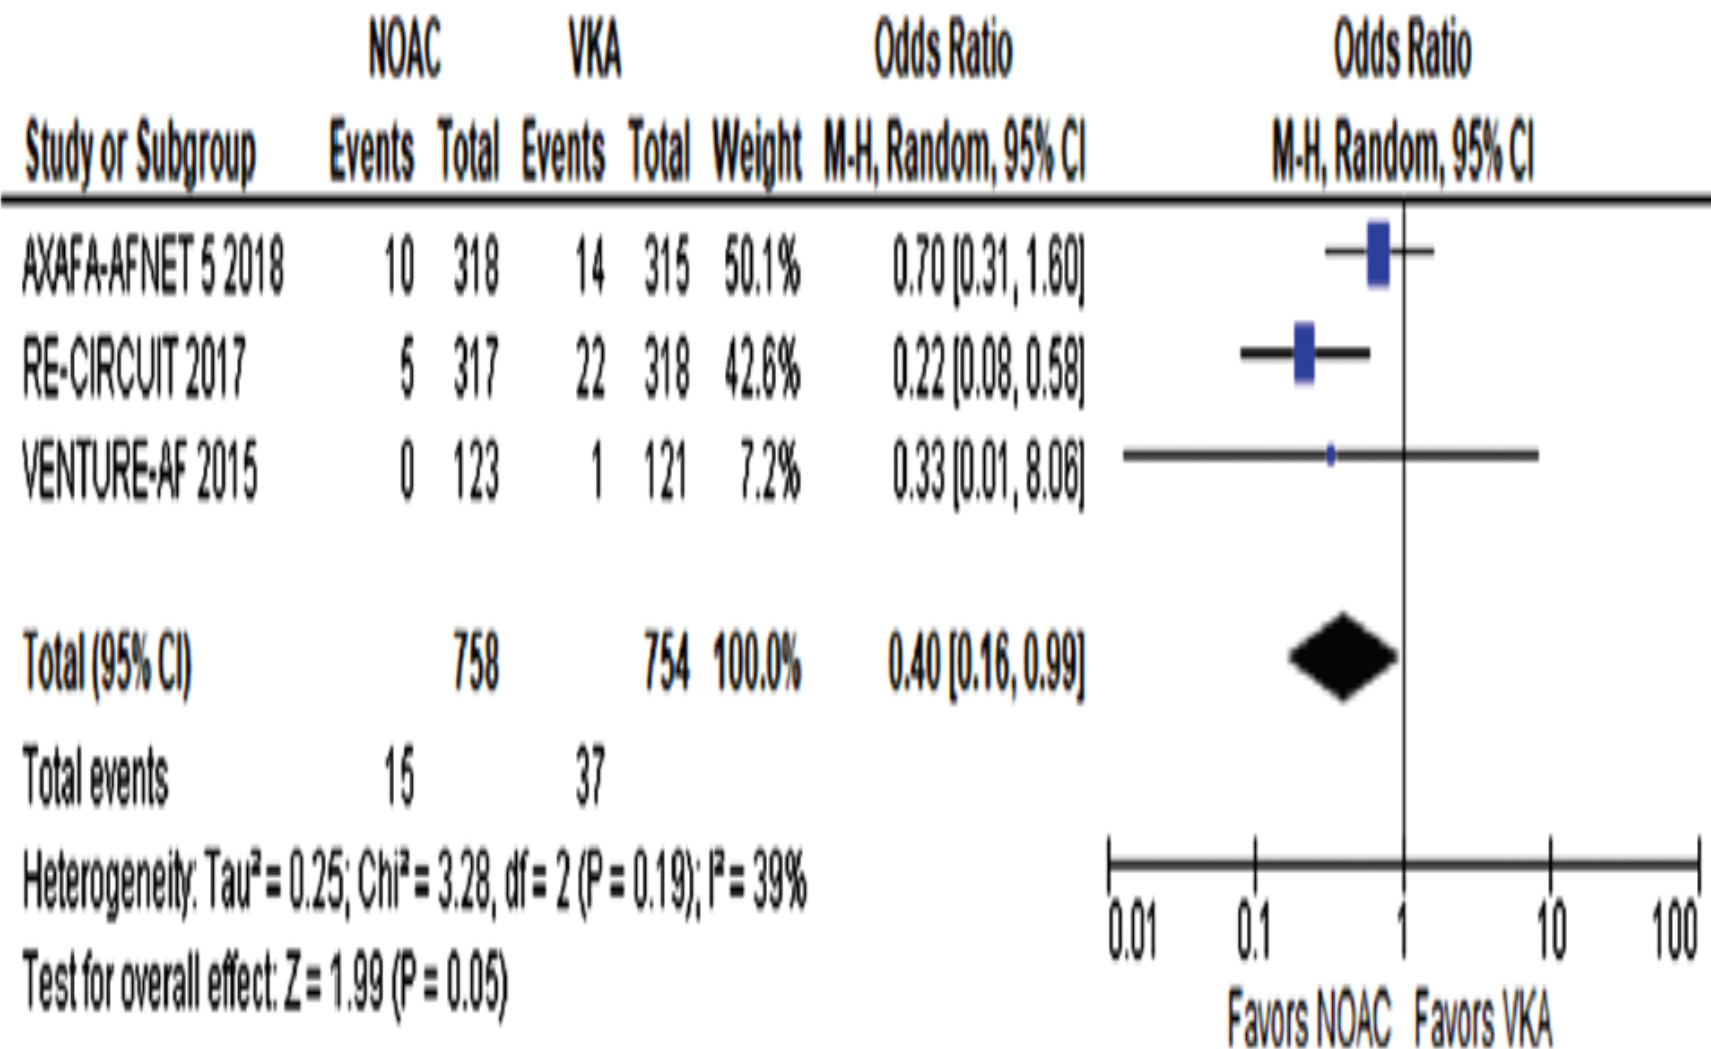 NOAC VKA Odds Ratio Odds Ratio
Study or Subgroup Events Total Events Total Weight M-H, Random, 95% CI M-H, Random, 95% CI
AXAFA-AFNET 5 2018 10 318 14 315 50.1% 0.70 [0.31, 1.60]
RE-CIRCUIT 2017 5 317 22 318 42.6% 0.22 [0.08, 0.58]
VENTURE-AF 2015 0 123 1 121 7.2% 0.33 [0.01, 8.06]
Total (95% CI) 758 754 100.0% 0.40 [0.16, 0.99]
Total events 15 37
Heterogeneity: Tau² = 0.25; Chi² = 3.28, df = 2 (P = 0.19); I² = 39%
Test for overall effect: Z = 1.99 (P = 0.05)
0.01 0.1 1 10 100
Favors NOAC Favors VKA